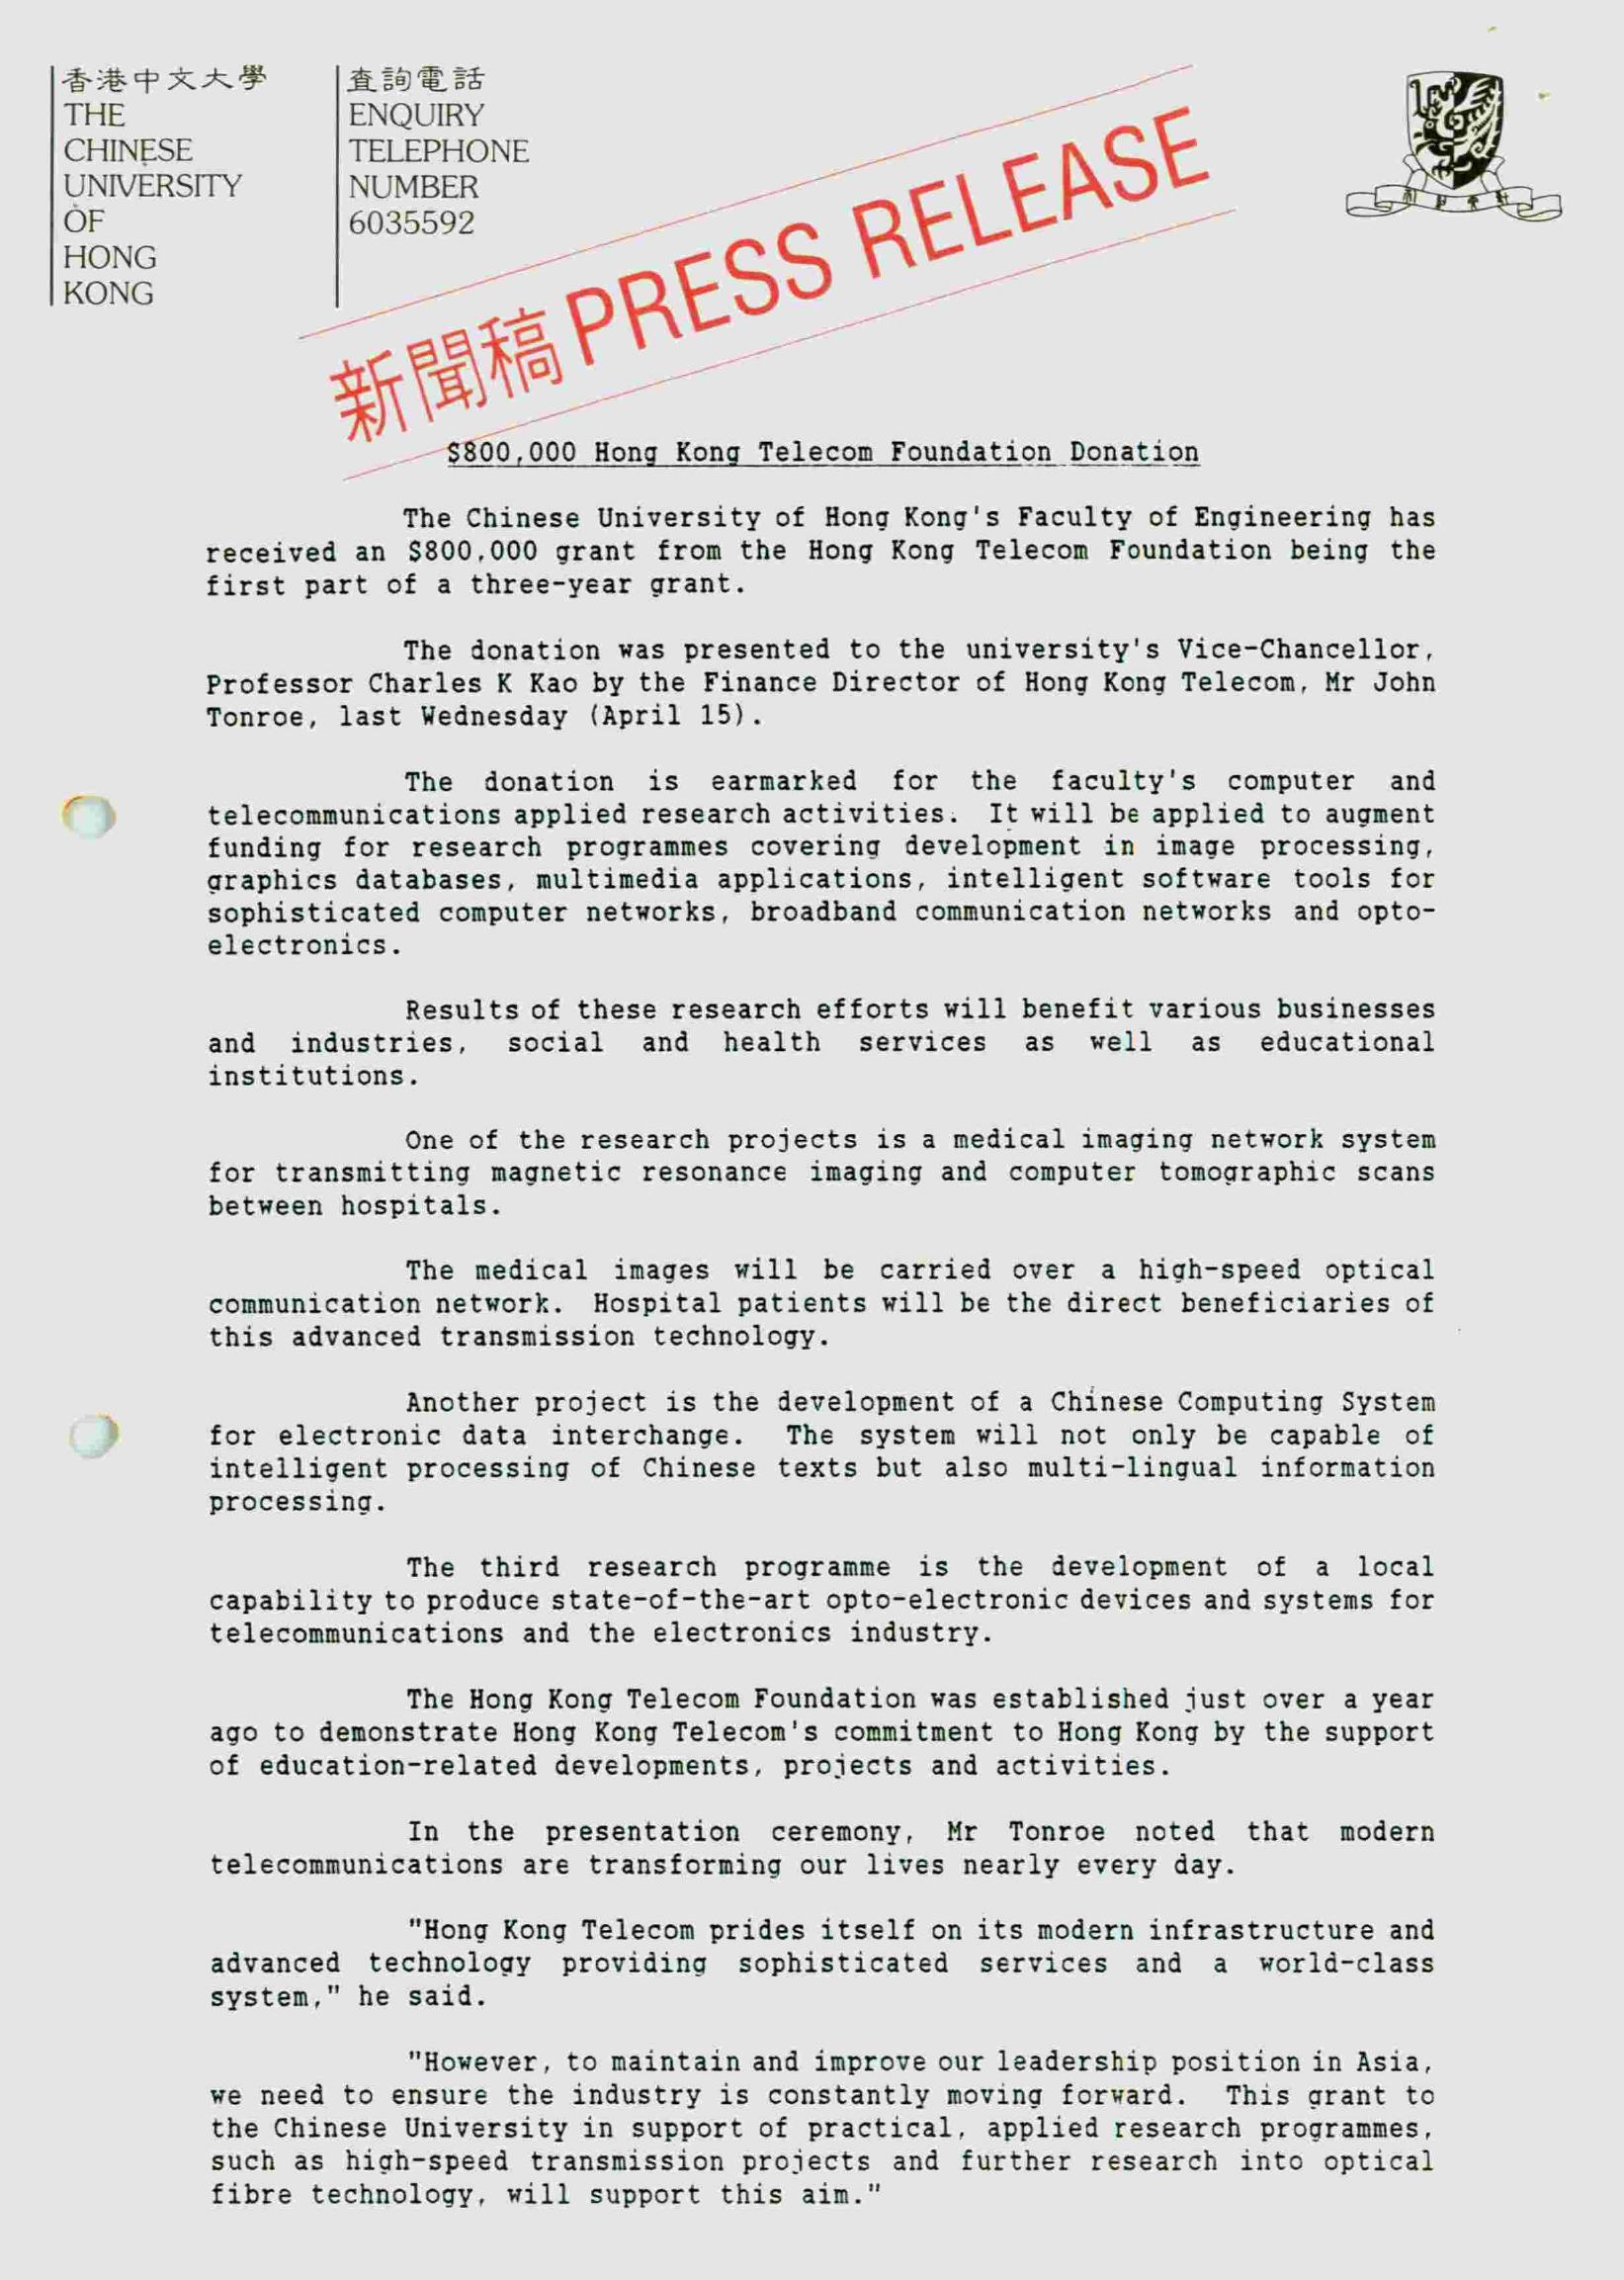 香港中文大學
THE
CHINESE
UNIVERSITY
OF
HONG
KONG
查詢電話
ENQUIRY
TELEPHONE
NUMBER
6035592
新聞稿 PRESS RELEASE
$800,000 Hong Kong Telecom Foundation Donation
The Chinese University of Hong Kong's Faculty of Engineering has
received an $800,000 grant from the Hong Kong Telecom Foundation being the
first part of a three-year grant.
The donation was presented to the university's Vice-Chancellor,
Professor Charles K Kao by the Finance Director of Hong Kong Telecom, Mr John
Tonroe, last Wednesday (April 15).
The donation is earmarked for the faculty's computer and
telecommunications applied research activities. It will be applied to augment
funding for research programmes covering development in image processing,
graphics databases, multimedia applications, intelligent software tools for
sophisticated computer networks, broadband communication networks and opto-
electronics.
Results of these research efforts will benefit various businesses
and industries, social and health services as well as educational
institutions.
One of the research projects is a medical imaging network system
for transmitting magnetic resonance imaging and computer tomographic scans
between hospitals.
The medical images will be carried over a high-speed optical
communication network. Hospital patients will be the direct beneficiaries of
this advanced transmission technology.
Another project is the development of a Chinese Computing System
for electronic data interchange. The system will not only be capable of
intelligent processing of Chinese texts but also multi-lingual information
processing.
The third research programme is the development of a local
capability to produce state-of-the-art opto-electronic devices and systems for
telecommunications and the electronics industry.
The Hong Kong Telecom Foundation was established just over a year
ago to demonstrate Hong Kong Telecom's commitment to Hong Kong by the support
of education-related developments, projects and activities.
In the presentation ceremony, Mr Tonroe noted that modern
telecommunications are transforming our lives nearly every day.
"Hong Kong Telecom prides itself on its modern infrastructure and
advanced technology providing sophisticated services and a world-class
system," he said.
"However, to maintain and improve our leadership position in Asia,
we need to ensure the industry is constantly moving forward. This grant to
the Chinese University in support of practical, applied research programmes,
such as high-speed transmission projects and further research into optical
fibre technology, will support this aim."